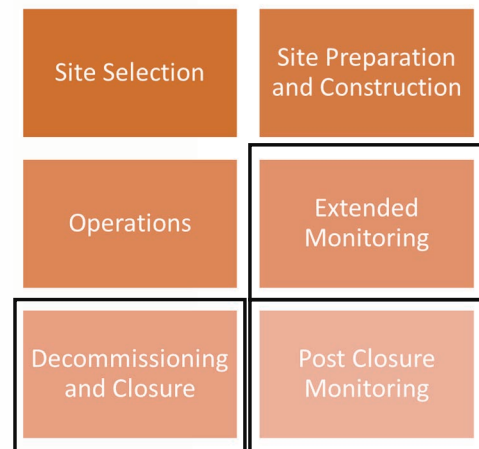 Site Selection
Site Preparation
and Construction
Operations
Extended
Monitoring
Decommissioning
and Closure
Post Closure
Monitoring